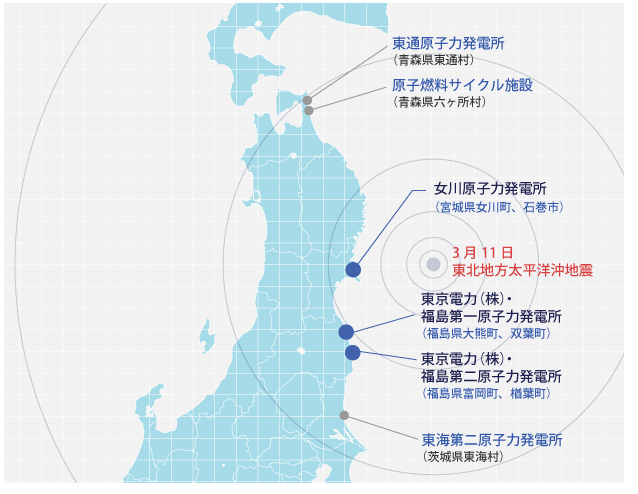 東通原子力発電所
(青森県東通村)
原子燃料サイクル施設
(青森県六ヶ所村)
女川原子力発電所
(宮城県女川町、石巻市)
3月11日
東北地方太平洋沖地震
東京電力(株)・
福島第一原子力発電所
(福島県大熊町、双葉町)
東京電力(株)・
福島第二原子力発電所
(福島県富岡町、楢葉町)
東海第二原子力発電所
(茨城県東海村)